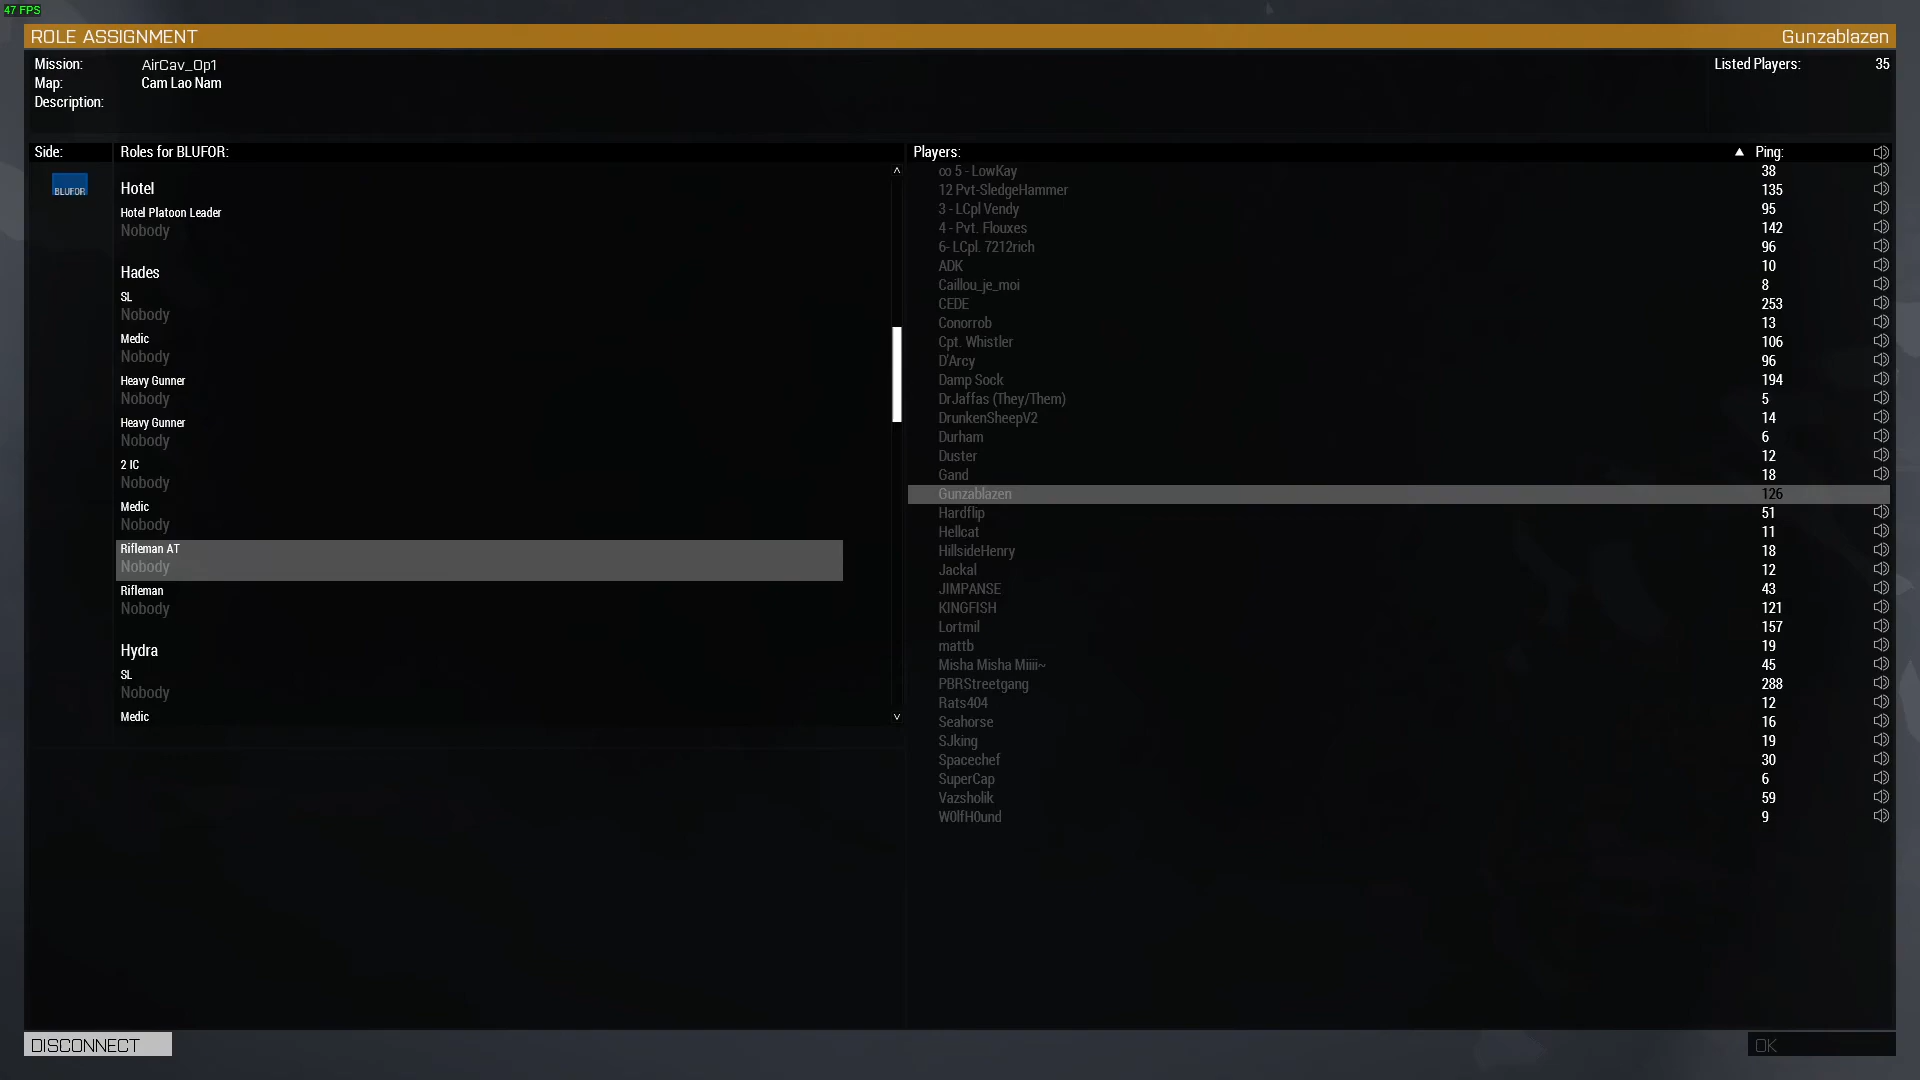 47 FPS
ROLE ASSIGNMENT Gunzablazen
Mission: AirCav_Op1 Listed Players: 35
Map: Cam Lao Nam
Description:
Side: Roles for BLUFOR:
BLUFOR
Hotel
Hotel Platoon Leader
Nobody
Hades
SL
Nobody
Medic
Nobody
Heavy Gunner
Nobody
Heavy Gunner
Nobody
2 IC
Nobody
Medic
Nobody
Rifleman AT
Nobody
Rifleman
Nobody
Hydra
SL
Nobody
Medic
Players: ▲ Ping:
∞ 5 - LowKay 38
12 Pvt-SledgeHammer 135
3 - LCpl Vendy 95
4 - Pvt. Flouxes 142
6- LCpl. 7212rich 96
ADK 10
Caillou_je_moi 8
CEDE 253
Conorrob 13
Cpt. Whistler 106
D'Arcy 96
Damp Sock 194
DrJaffas (They/Them) 5
DrunkenSheepV2 14
Durham 6
Duster 12
Gand 18
Gunzablazen 126
Hardflip 51
Hellcat 11
HillsideHenry 18
Jackal 12
JIMPANSE 43
KINGFISH 121
Lortmil 157
mattb 19
Misha Misha Miiii~ 45
PBRStreetgang 288
Rats404 12
Seahorse 16
SJking 19
Spacechef 30
SuperCap 6
Vazsholik 59
W0lfH0und 9
DISCONNECT OK